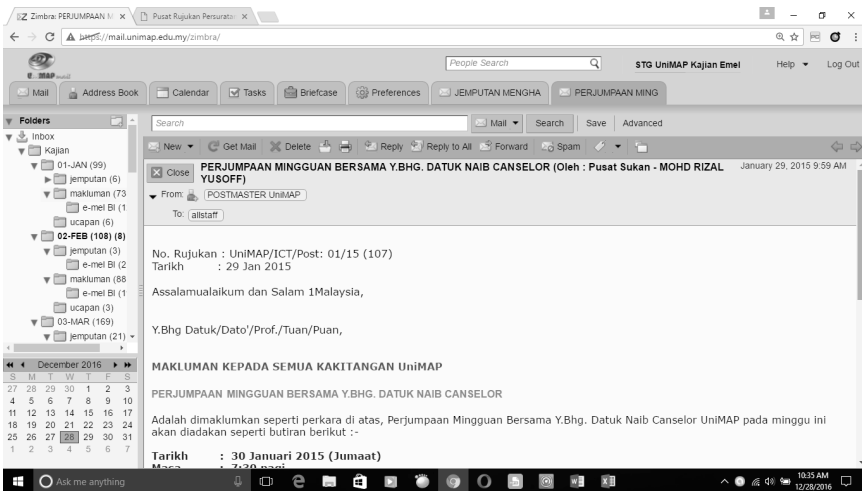 Zimbra: PERJUMPAAN M
Pusat Rujukan Persurata
https://mail.unimap.edu.my/zimbra/
People Search
STG UniMAP Kajian Emel
Help
Log Out
Mail
Address Book
Calendar
Tasks
Briefcase
Preferences
JEMPUTAN MENGHA
PERJUMPAAN MING
Folders
Search
Mail
Search
Save
Advanced
Inbox
Kajian
01-JAN (99)
jemputan (6)
makluman (73
e-mel BI (1
ucapan (6)
02-FEB (108) (8)
jemputan (3)
e-mel BI (2
makluman (88
e-mel BI (1
ucapan (3)
03-MAR (169)
jemputan (21)
December 2016
S M T W T F S
27 28 29 30 1 2 3
4 5 6 7 8 9 10
11 12 13 14 15 16 17
18 19 20 21 22 23 24
25 26 27 28 29 30 31
1 2 3 4 5 6 7
New
Get Mail
Delete
Reply
Reply to All
Forward
Spam
Close
PERJUMPAAN MINGGUAN BERSAMA Y.BHG. DATUK NAIB CANSELOR (Oleh : Pusat Sukan - MOHD RIZAL
YUSOFF)
January 29, 2015 9:59 AM
From: POSTMASTER UniMAP
To: allstaff
No. Rujukan : UniMAP/ICT/Post: 01/15 (107)
Tarikh : 29 Jan 2015
Assalamualaikum dan Salam 1Malaysia,
Y.Bhg Datuk/Dato'/Prof./Tuan/Puan,
MAKLUMAN KEPADA SEMUA KAKITANGAN UniMAP
PERJUMPAAN MINGGUAN BERSAMA Y.BHG. DATUK NAIB CANSELOR
Adalah dimaklumkan seperti perkara di atas, Perjumpaan Mingguan Bersama Y.Bhg. Datuk Naib Canselor UniMAP pada minggu ini
akan diadakan seperti butiran berikut :-
Tarikh : 30 Januari 2015 (Jumaat)
Masa : 7:30 pagi
Ask me anything
10:35 AM
12/28/2016